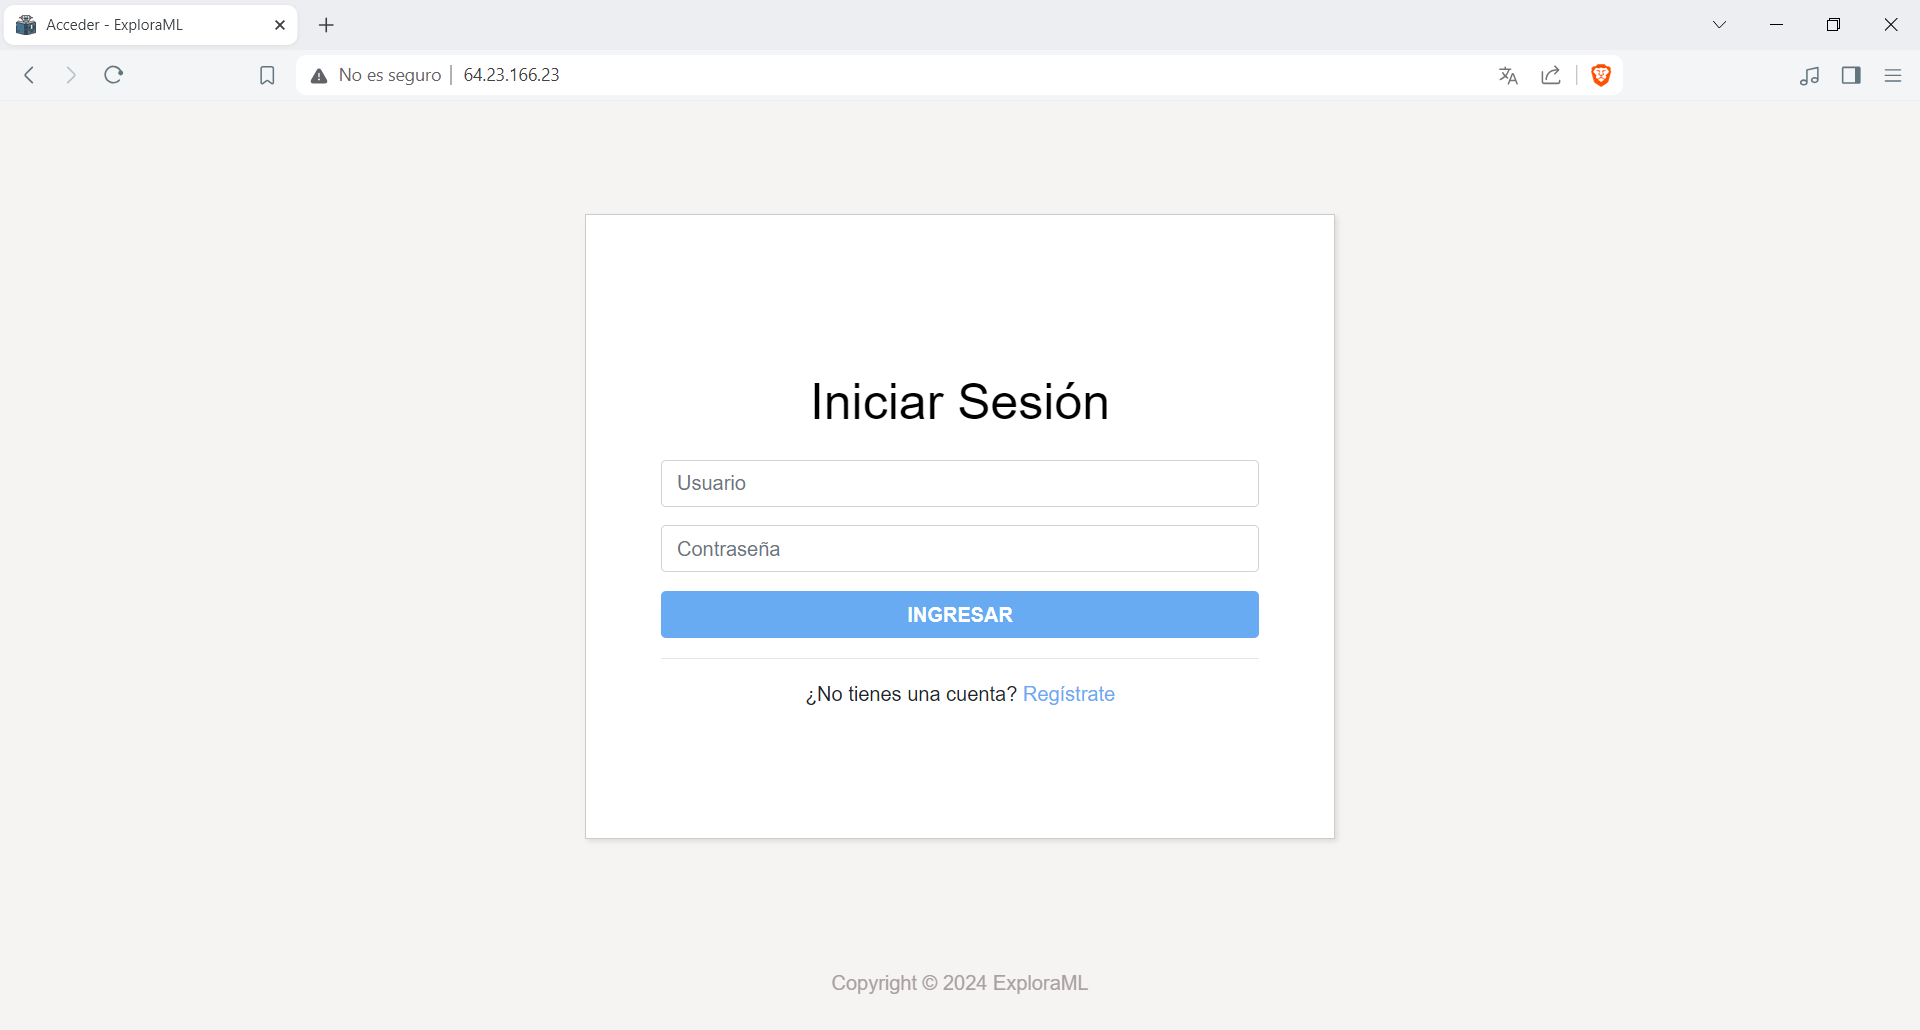 Acceder - ExploraML
No es seguro | 64.23.166.23
Iniciar Sesión
Usuario
Contraseña
INGRESAR
¿No tienes una cuenta? Regístrate
Copyright © 2024 ExploraML